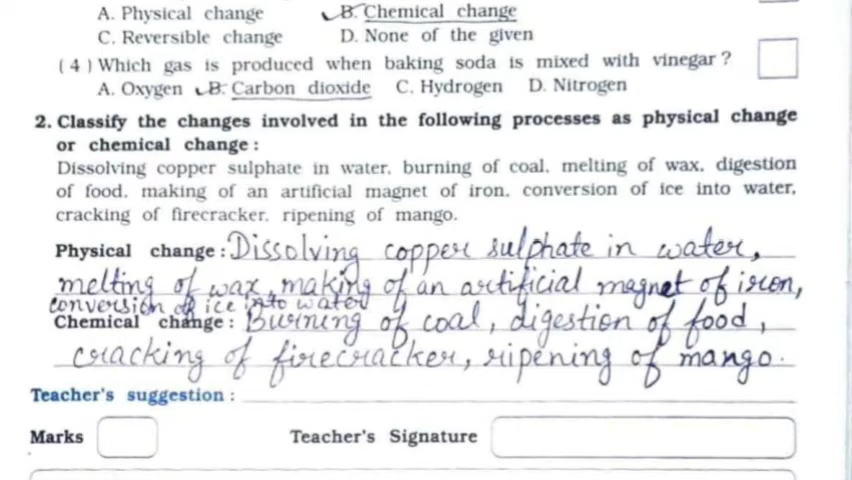 A. Physical change B. Chemical change
C. Reversible change D. None of the given
(4) Which gas is produced when baking soda is mixed with vinegar?
A. Oxygen B. Carbon dioxide C. Hydrogen D. Nitrogen
2. Classify the changes involved in the following processes as physical change
or chemical change :
Dissolving copper sulphate in water, burning of coal, melting of wax, digestion
of food, making of an artificial magnet of iron, conversion of ice into water,
cracking of firecracker, ripening of mango.
Physical change : Dissolving copper sulphate in water,
melting of wax, making of an artificial magnet of iron,
conversion of ice into water
Chemical change : Burning of coal, digestion of food,
cracking of firecracker, ripening of mango.
Teacher's suggestion :
Marks Teacher's Signature